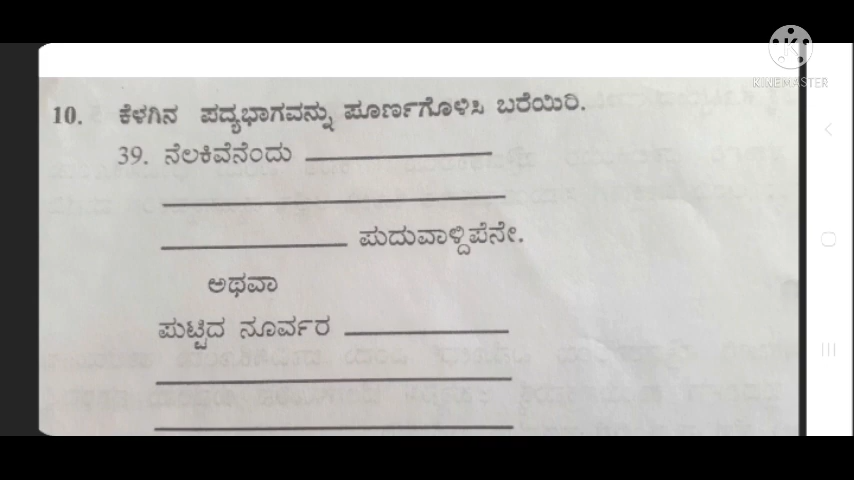 KINEMASTER
10. ಕೆಳಗಿನ ಪದ್ಯಭಾಗವನ್ನು ಪೂರ್ಣಗೊಳಿಸಿ ಬರೆಯಿರಿ.
39. ನೆಲಕಿವೆನೆಂದು
ಪುದುವಾಳ್ದಿಪೆನೇ.
ಅಥವಾ
ಪುಟ್ಟಿದ ನೂರ್ವರ